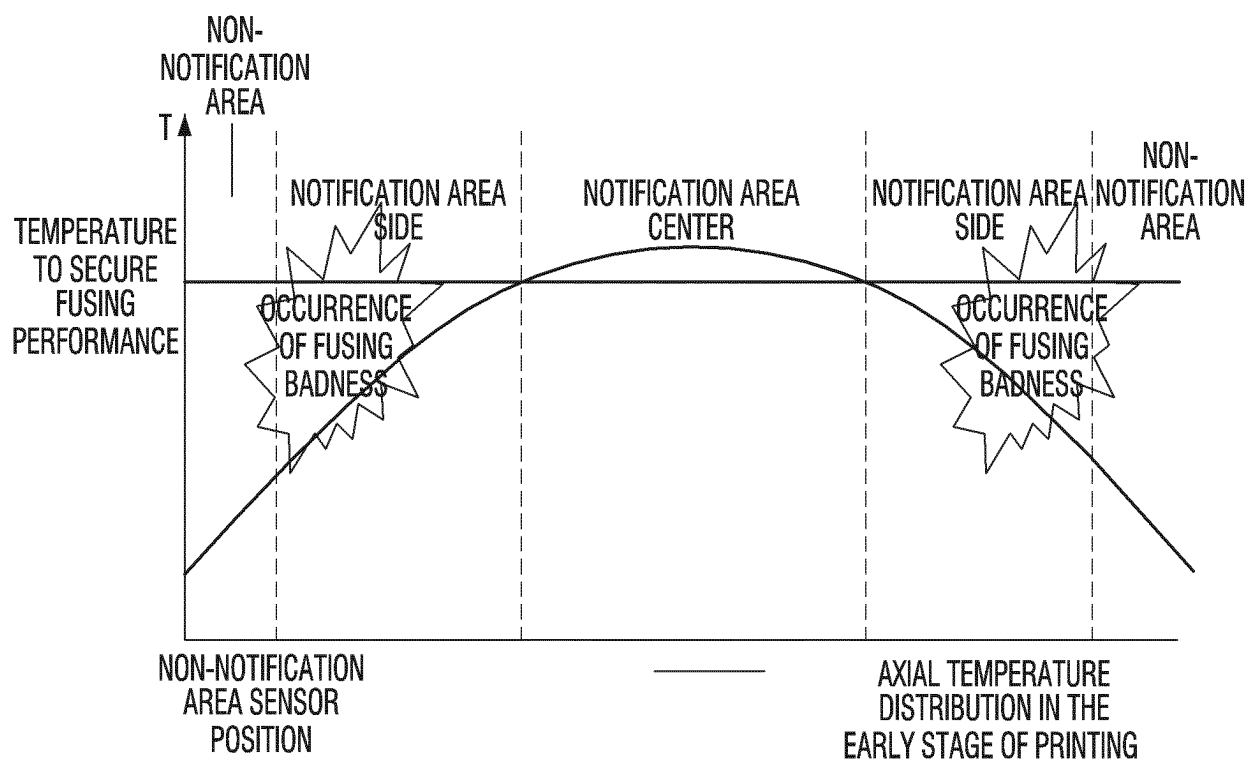 NON-
NOTIFICATION
AREA
T
NOTIFICATION AREA
SIDE
NOTIFICATION AREA
CENTER
NOTIFICATION AREA
SIDE
NON-
NOTIFICATION
AREA
TEMPERATURE
TO SECURE
FUSING
PERFORMANCE
OCCURRENCE
OF FUSING
BADNESS
OCCURRENCE
OF FUSING
BADNESS
NON-NOTIFICATION
AREA SENSOR
POSITION
AXIAL TEMPERATURE
DISTRIBUTION IN THE
EARLY STAGE OF PRINTING